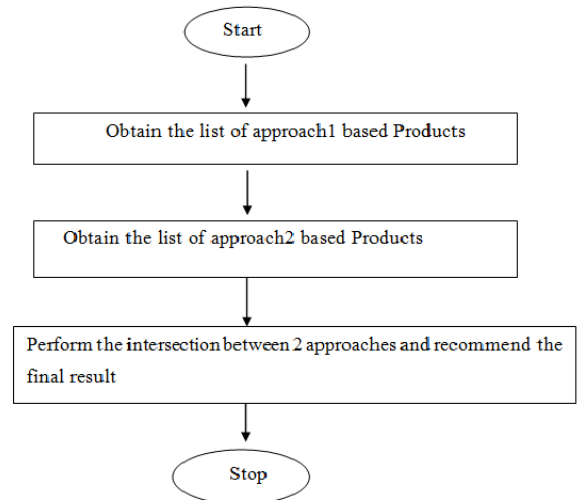 Start
Obtain the list of approach1 based Products
Obtain the list of approach2 based Products
Perform the intersection between 2 approaches and recommend the
final result
Stop